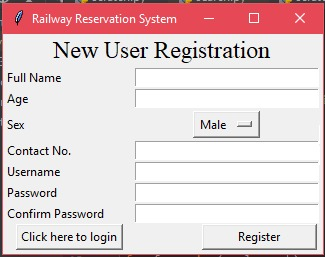 Railway Reservation System
New User Registration
Full Name
Age
Sex Male
Contact No.
Username
Password
Confirm Password
Click here to login Register